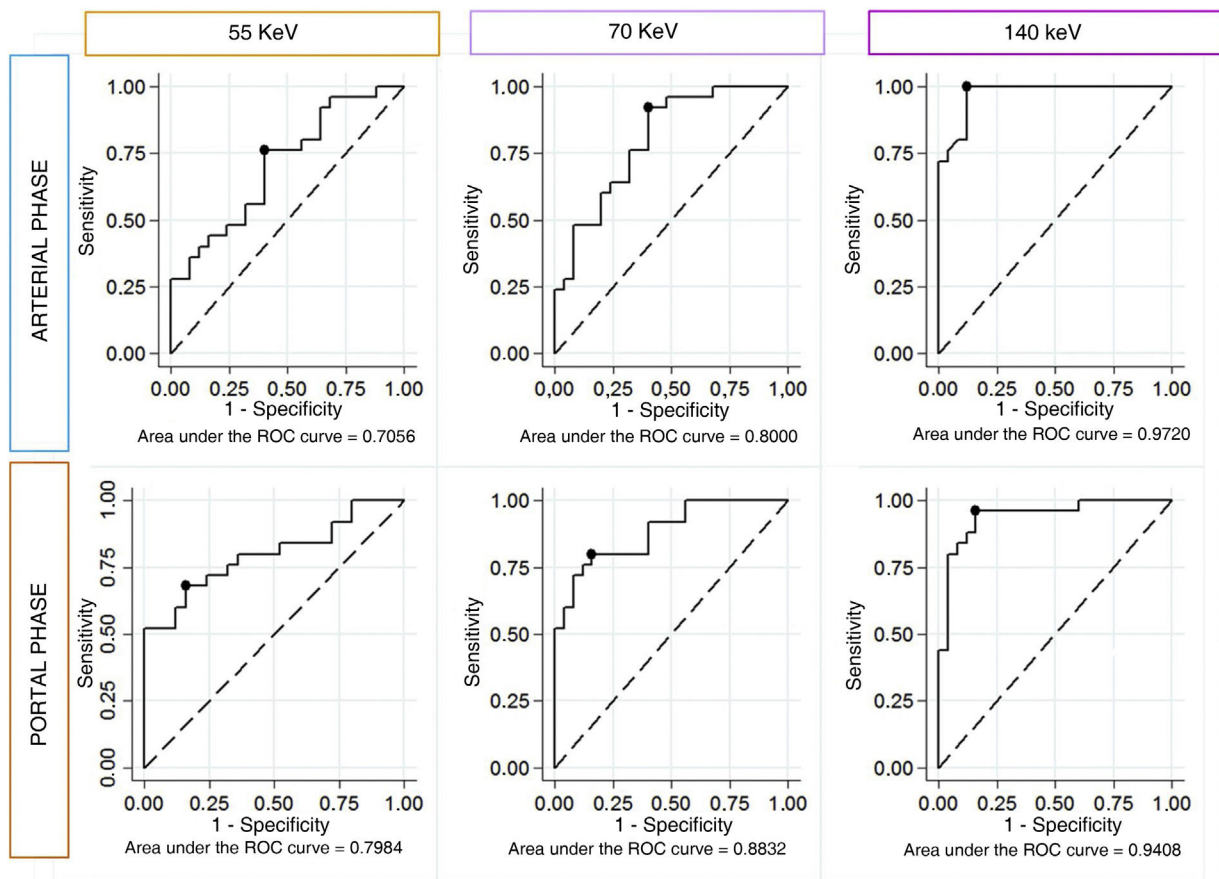 55 KeV
70 KeV
140 keV
ARTERIAL PHASE
Sensitivity
1.00
0.75
0.50
0.25
0.00
0.00 0.25 0.50 0.75 1.00
1 - Specificity
Area under the ROC curve = 0.7056
Sensitivity
1.00
0.75
0.50
0.25
0.00
0.00 0,25 0,50 0,75 1,00
1 - Specificity
Area under the ROC curve = 0.8000
Sensitivity
1.00
0.75
0.50
0.25
0.00
0.00 0.25 0.50 0.75 1.00
1 - Specificity
Area under the ROC curve = 0.9720
PORTAL PHASE
Sensitivity
1.00
0.75
0.50
0.25
0.00
0.00 0.25 0.50 0.75 1.00
1 - Specificity
Area under the ROC curve = 0.7984
Sensitivity
1.00
0.75
0.50
0.25
0.00
0.00 0.25 0.50 0.75 1.00
1 - Specificity
Area under the ROC curve = 0.8832
Sensitivity
1.00
0.75
0.50
0.25
0.00
0.00 0.25 0.50 0.75 1.00
1 - Specificity
Area under the ROC curve = 0.9408